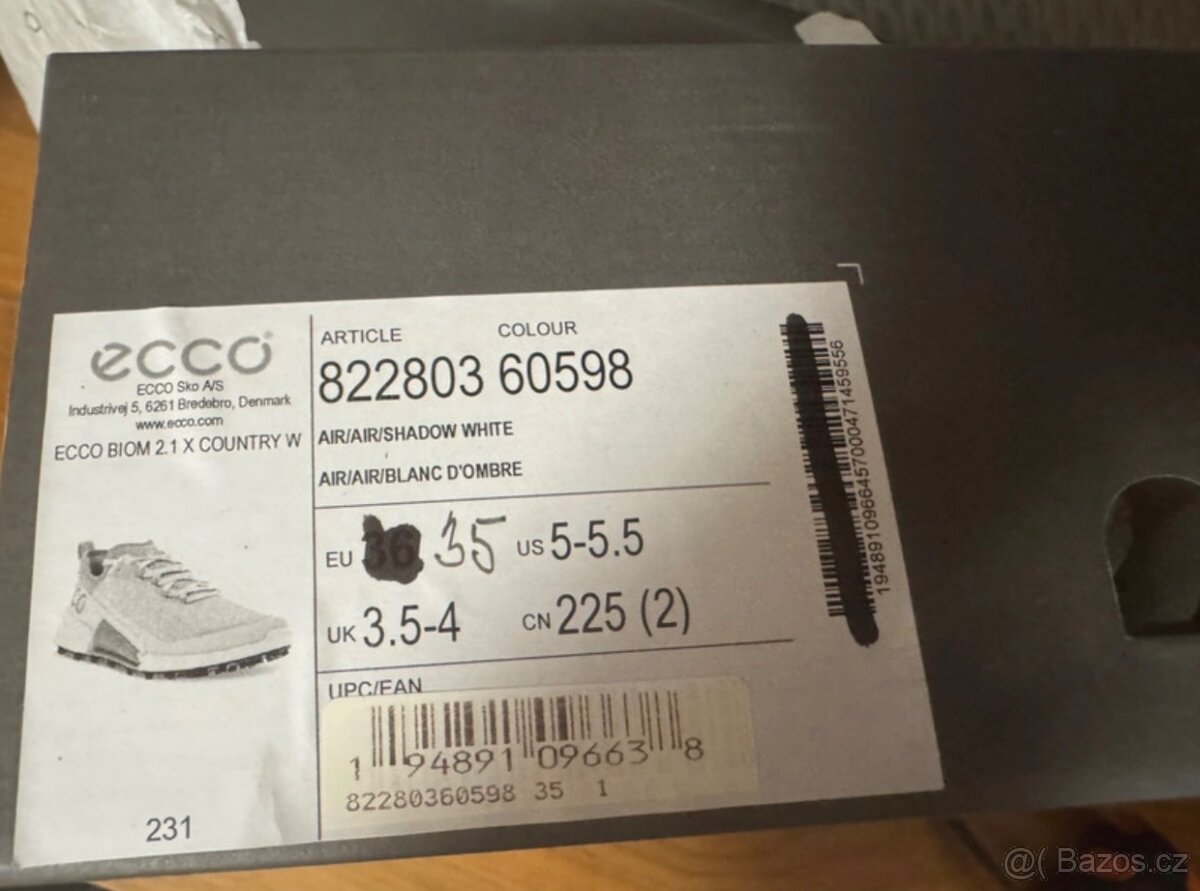 ecco®
ECCO Sko A/S
Industrivej 5, 6261 Bredebro, Denmark
www.ecco.com
ECCO BIOM 2.1 X COUNTRY W
231
ARTICLE COLOUR
822803 60598
AIR/AIR/SHADOW WHITE
AIR/AIR/BLANC D'OMBRE
EU 36 35 US 5-5.5
UK 3.5-4 CN 225 (2)
UPC/EAN
1 94891 09663 8
82280360598 35 1
1948910966457000471459556
@( Bazos.cz